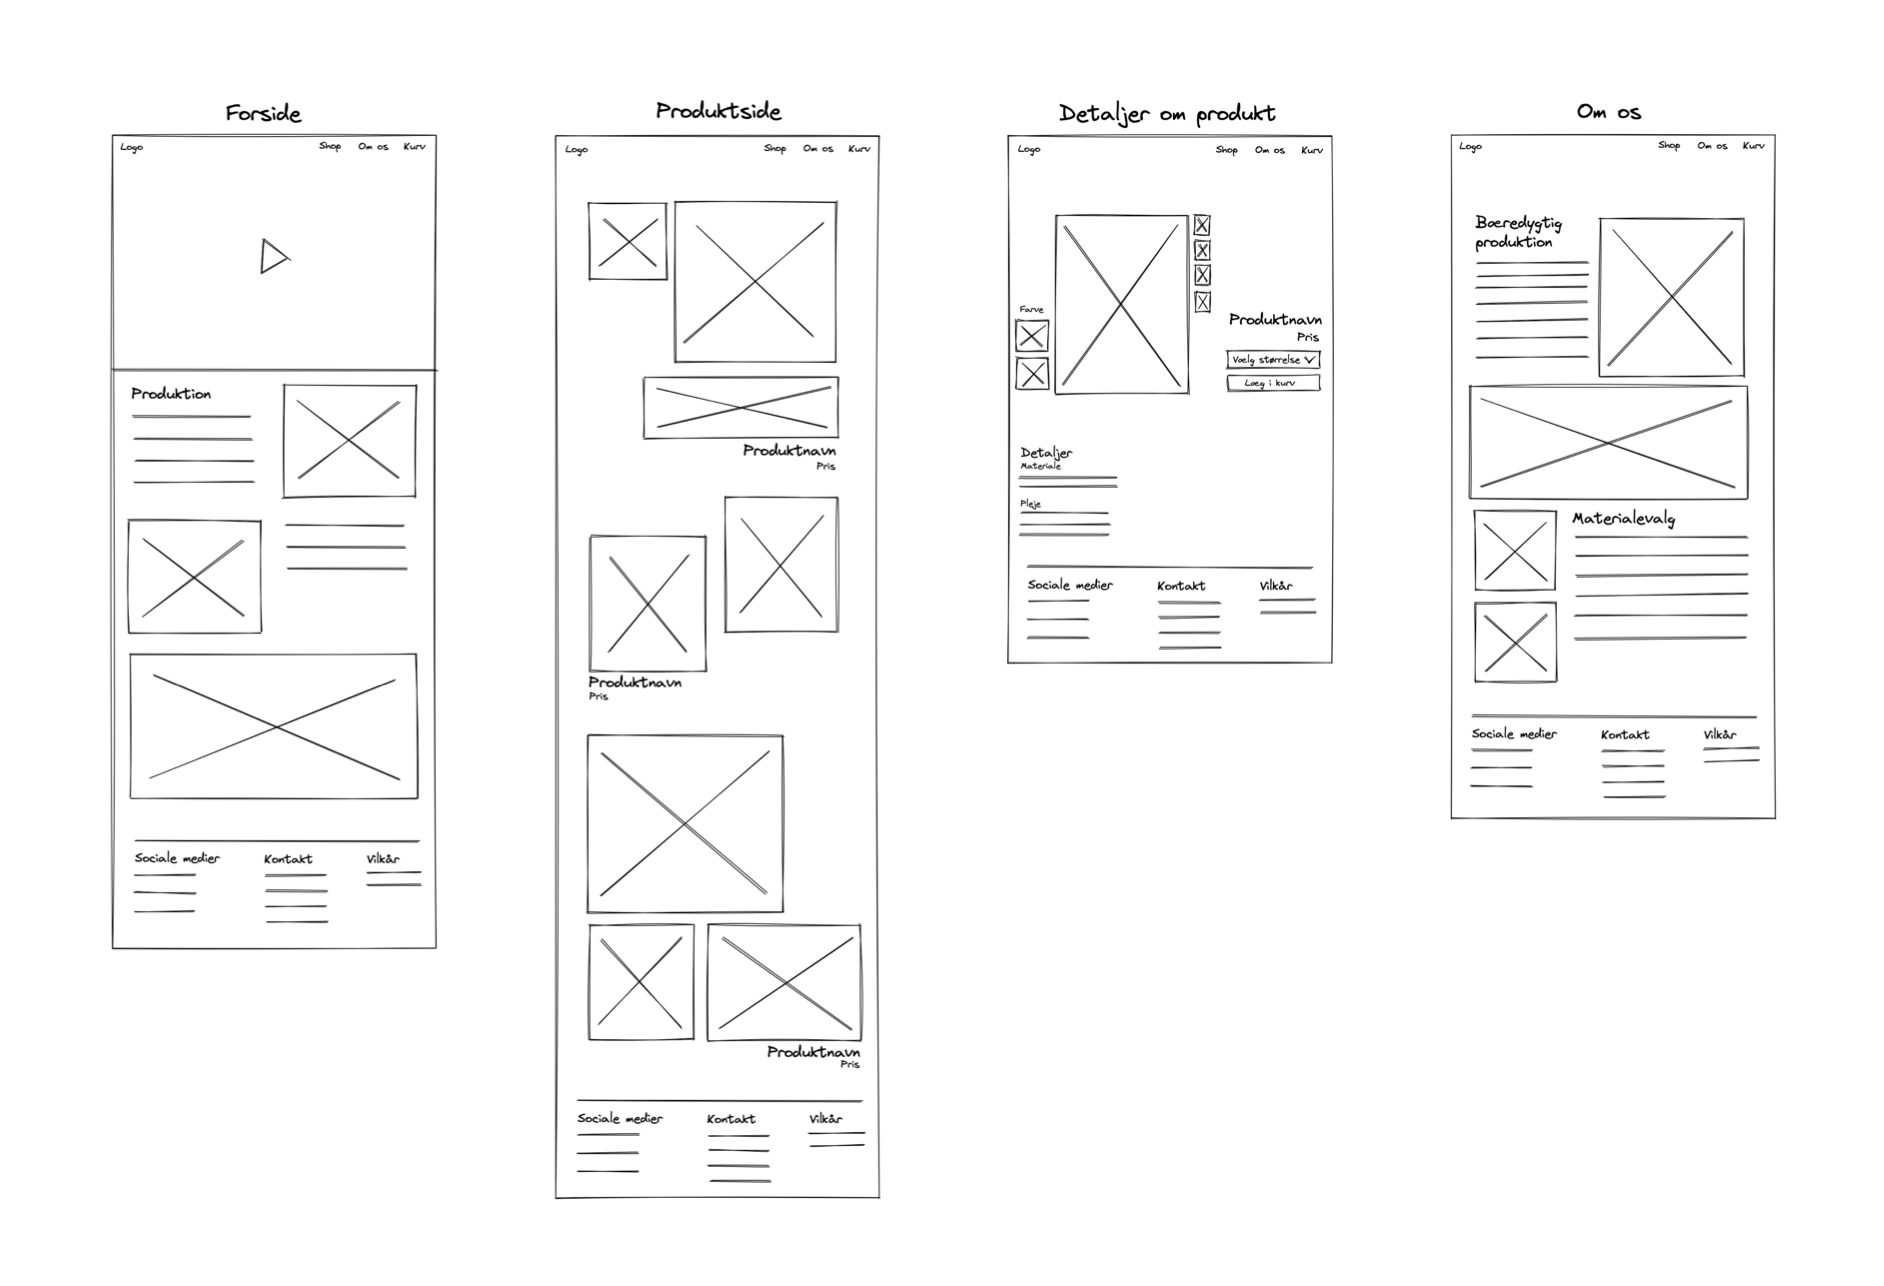 Forside
Logo
Shop Om os Kurv
Produktion
Sociale medier Kontakt Vilkår
Produktside
Logo
Shop Om os Kurv
Produktnavn
Pris
Produktnavn
Pris
Produktnavn
Pris
Sociale medier Kontakt Vilkår
Detaljer om produkt
Logo
Shop Om os Kurv
Farve
Produktnavn
Pris
Vælg størrelse
Læg i kurv
Detaljer
Materiale
Pleje
Sociale medier Kontakt Vilkår
Om os
Logo
Shop Om os Kurv
Bæredygtig
produktion
Materialevalg
Sociale medier Kontakt Vilkår